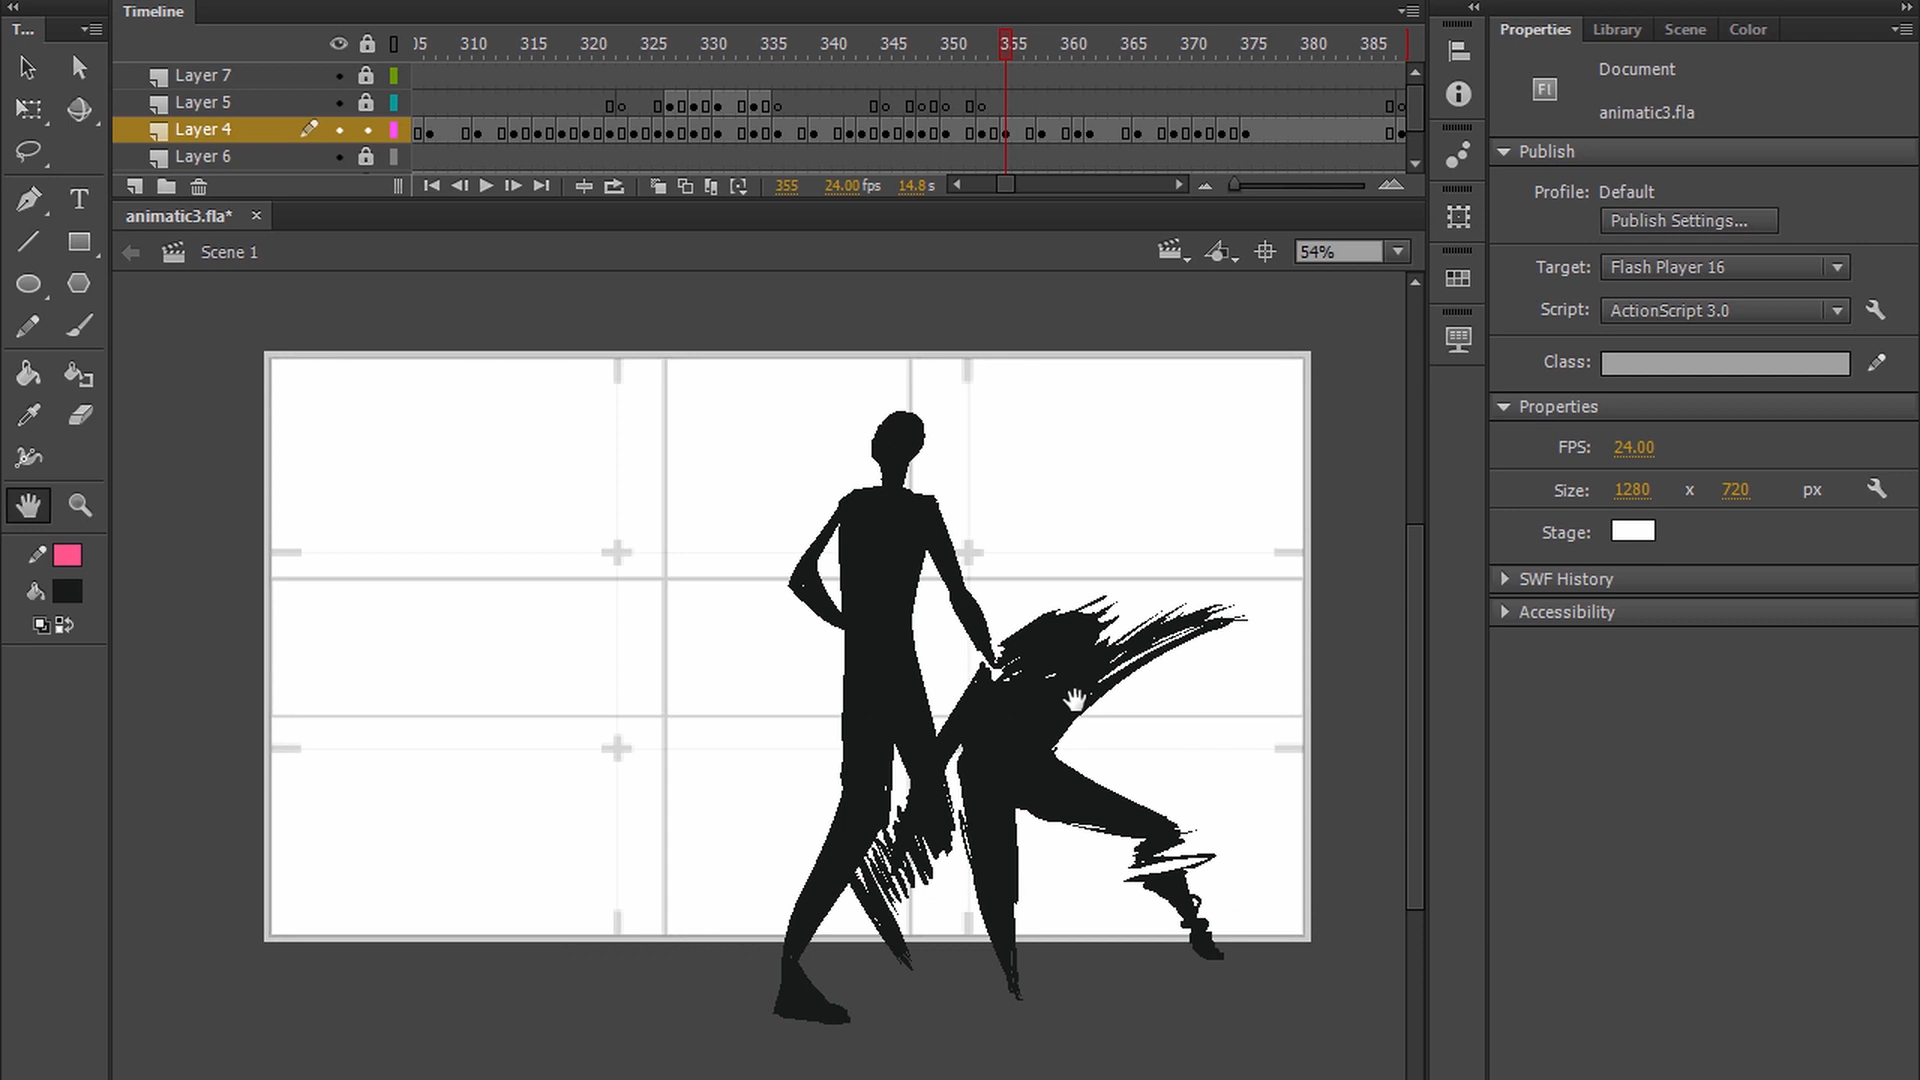 T...
Timeline
05 310 315 320 325 330 335 340 345 350 355 360 365 370 375 380 385
Layer 7
Layer 5
Layer 4
Layer 6
355 24.00 fps 14.8 s
animatic3.fla*
Scene 1
54%
T
Properties Library Scene Color
Document
Fl
animatic3.fla
Publish
Profile: Default
Publish Settings...
Target: Flash Player 16
Script: ActionScript 3.0
Class:
Properties
FPS: 24.00
Size: 1280 x 720 px
Stage:
SWF History
Accessibility